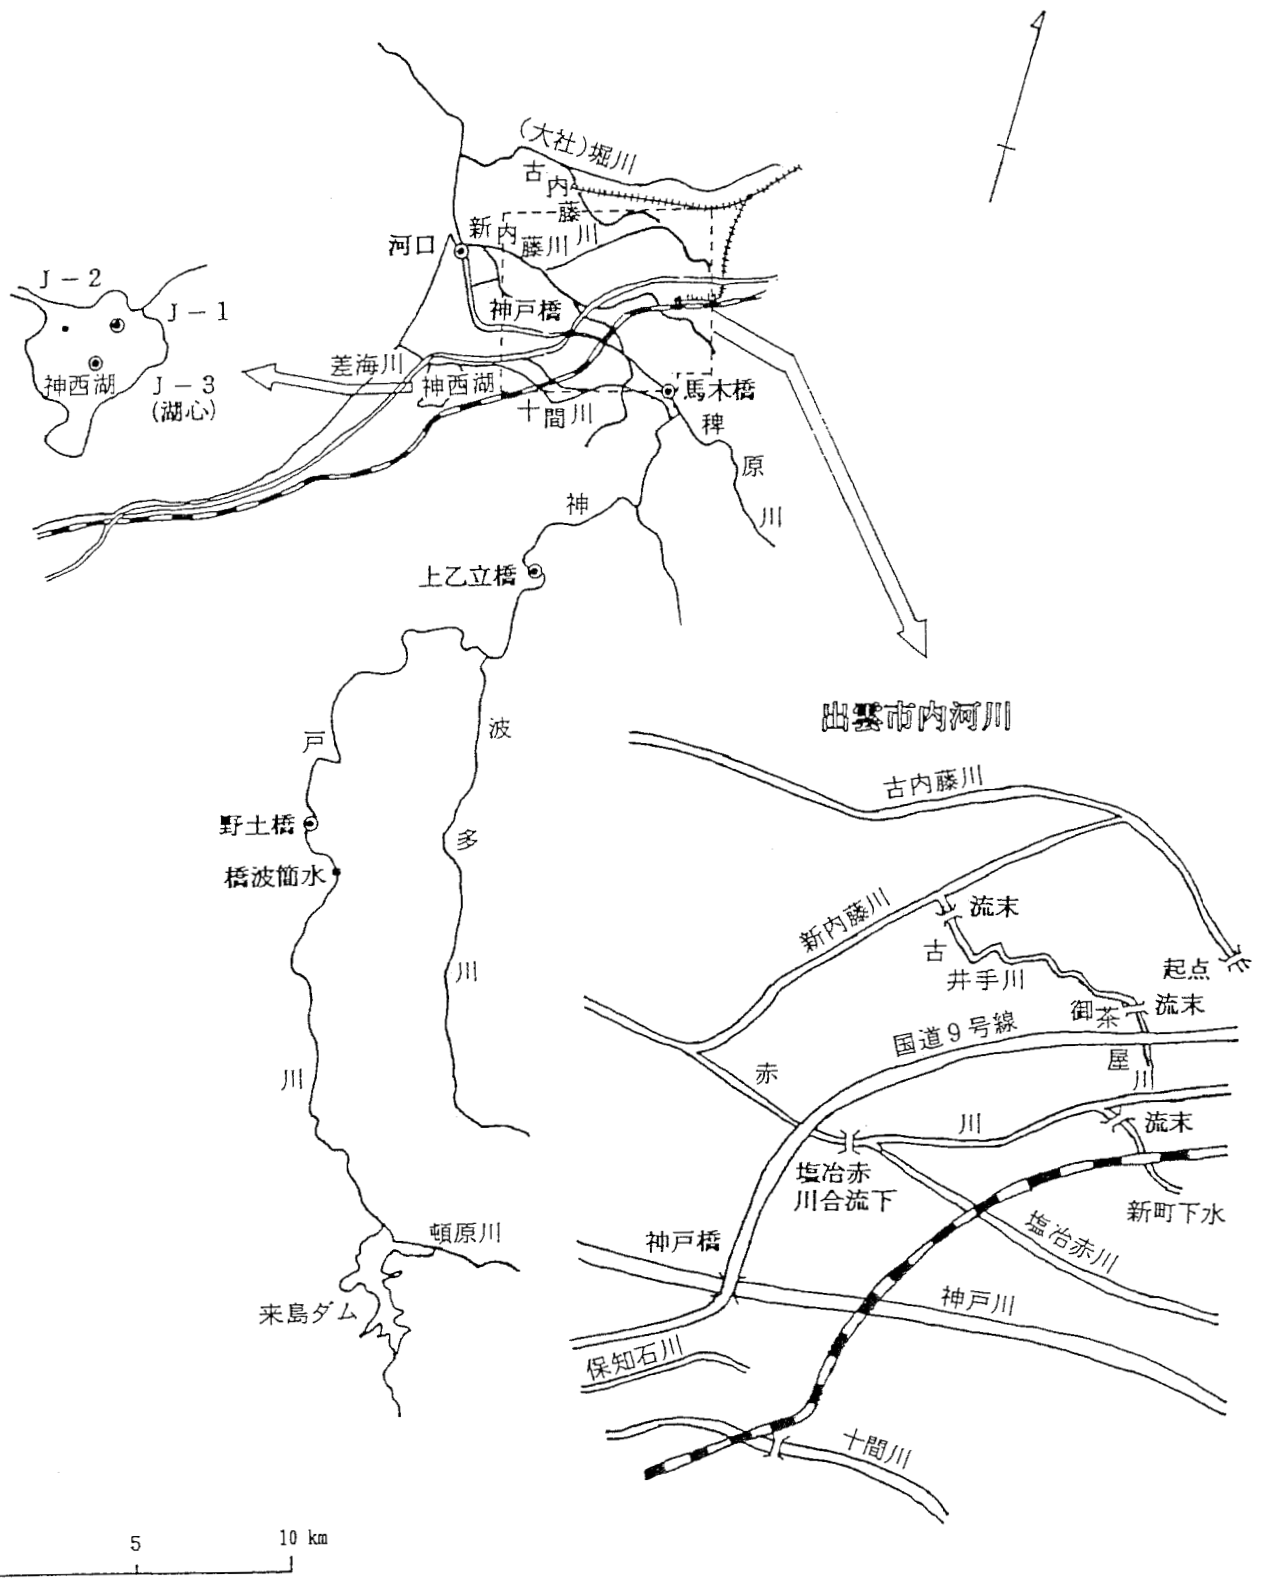 (大社)堀川
古内藤川
新内藤川
河口
J－2
J－1
神西湖
J－3
(湖心)
差海川
神戸橋
神西湖
十間川
馬木橋
稗原川
神戸川
上乙立橋
波多川
野土橋
橋波簡水
頓原川
来島ダム
出雲市内河川
古内藤川
新内藤川
流末
古井手川
起点
御茶屋川
流末
国道9号線
赤川
流末
塩冶赤
川合流下
新町下水
塩冶赤川
神戸橋
神戸川
保知石川
十間川
5
10 km